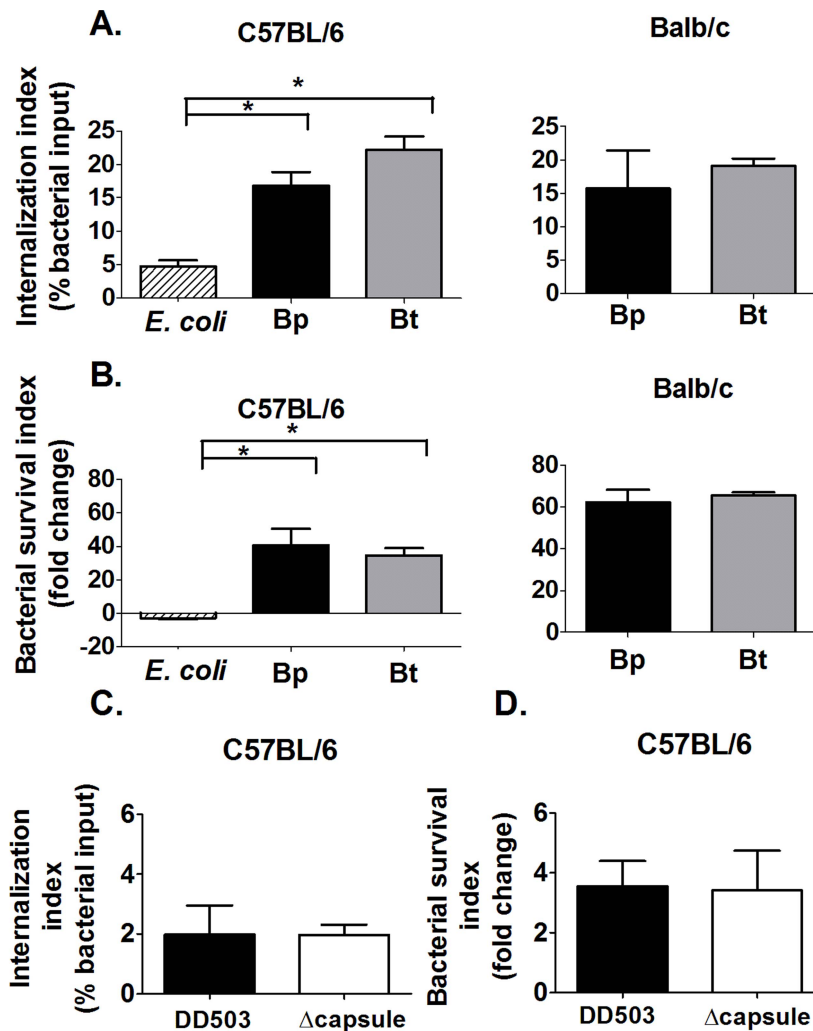 A.
C57BL/6
Balb/c
Internalization index
(% bacterial input)
*
*
25
20
15
10
5
0
E. coli
Bp
Bt
25
20
15
10
5
0
Bp
Bt
B.
C57BL/6
Balb/c
Bacterial survival index
(fold change)
*
*
80
60
40
20
0
-20
E. coli
Bp
Bt
80
60
40
20
0
Bp
Bt
C.
C57BL/6
Internalization
index
(% bacterial input)
6
4
2
0
DD503
Δcapsule
D.
C57BL/6
Bacterial survival
index
(fold change)
6
4
2
0
DD503
Δcapsule